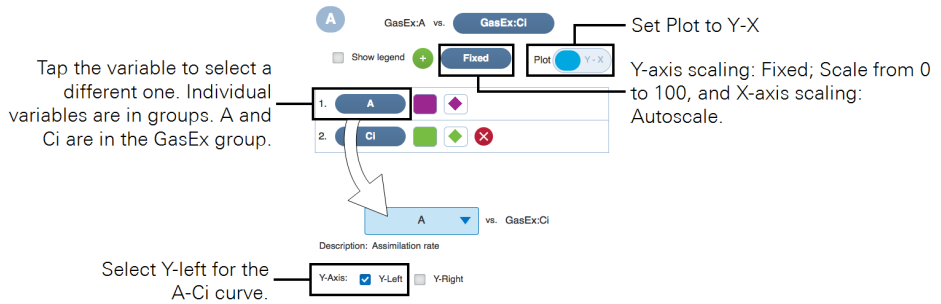 A
GasEx:A vs. GasEx:Ci
Set Plot to Y-X
Show legend + Fixed Plot Y - X
Tap the variable to select a
different one. Individual
variables are in groups. A and
Ci are in the GasEx group.
Y-axis scaling: Fixed; Scale from 0
to 100, and X-axis scaling:
Autoscale.
1. A
2. Ci
A vs. GasEx:Ci
Description: Assimilation rate
Select Y-left for the
A-Ci curve.
Y-Axis: Y-Left Y-Right